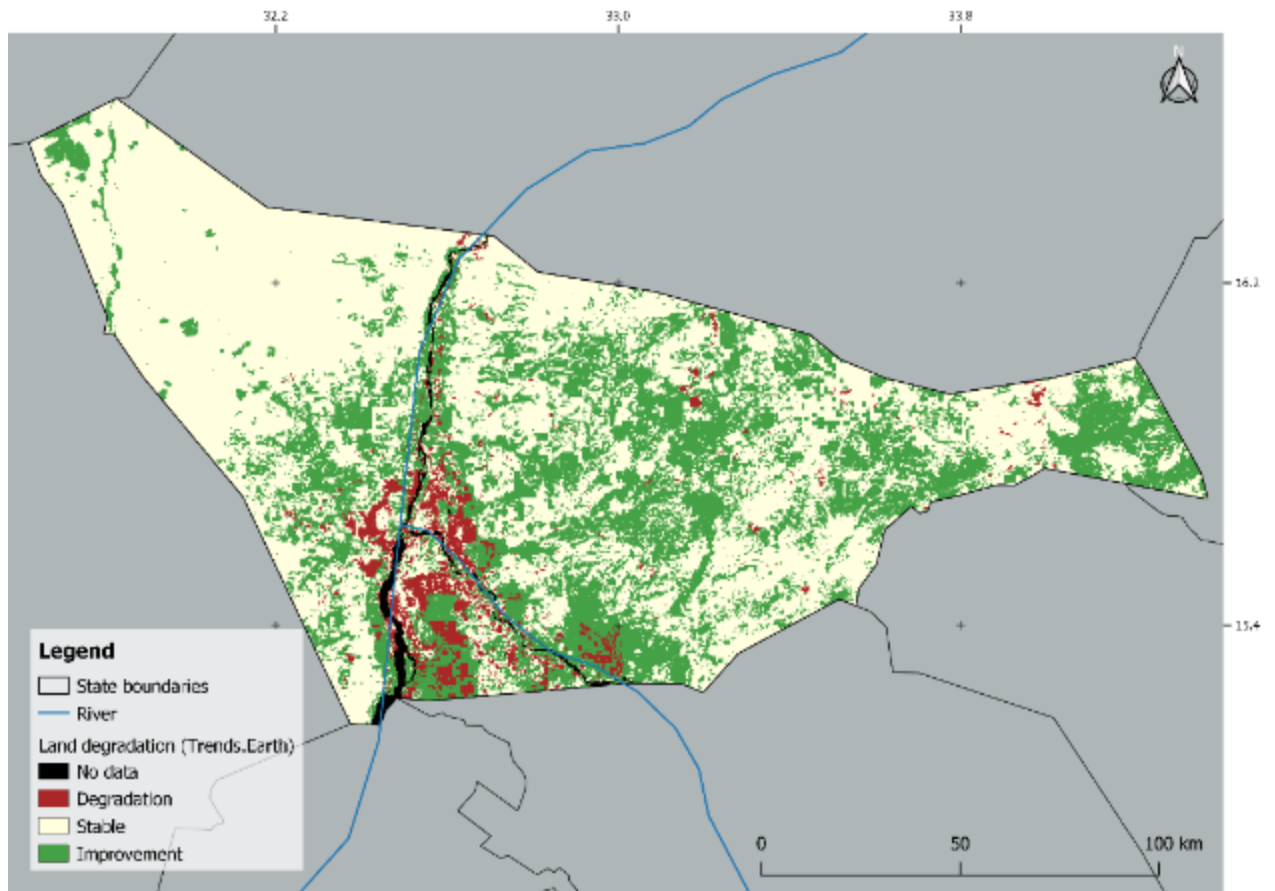 32.2 33.0 33.8
N
16.2
15.4
Legend
State boundaries
River
Land degradation (Trends.Earth)
No data
Degradation
Stable
Improvement
0 50 100 km